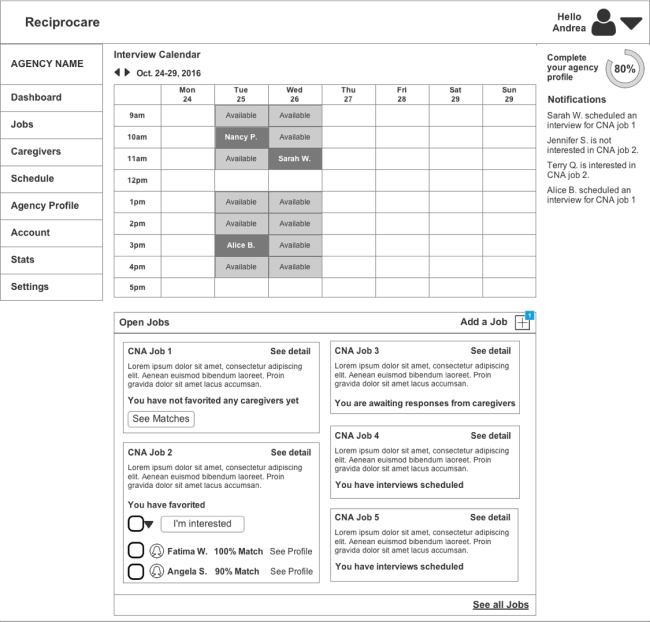 Reciprocare
Hello
Andrea
AGENCY NAME
Dashboard
Jobs
Caregivers
Schedule
Agency Profile
Account
Stats
Settings
Interview Calendar
Oct. 24-29, 2016
Mon Tue Wed Thu Fri Sat Sun
24 25 26 27 28 29 29
9am Available Available
10am Nancy P. Available
11am Available Sarah W.
12pm
1pm Available Available
2pm Available Available
3pm Alice B. Available
4pm Available Available
5pm
Complete
your agency
profile
80%
Notifications
Sarah W. scheduled an
interview for CNA job 1
Jennifer S. is not
interested in CNA job 2.
Terry Q. is interested in
CNA job 2.
Alice B. scheduled an
interview for CNA job 1
Open Jobs
Add a Job
1
CNA Job 1 See detail
Lorem ipsum dolor sit amet, consectetur adipiscing
elit. Aenean euismod bibendum laoreet. Proin
gravida dolor sit amet lacus accumsan.
You have not favorited any caregivers yet
See Matches
CNA Job 2 See detail
Lorem ipsum dolor sit amet, consectetur adipiscing
elit. Aenean euismod bibendum laoreet. Proin
gravida dolor sit amet lacus accumsan.
You have favorited
I'm interested
Fatima W. 100% Match See Profile
Angela S. 90% Match See Profile
CNA Job 3 See detail
Lorem ipsum dolor sit amet, consectetur adipiscing
elit. Aenean euismod bibendum laoreet. Proin
gravida dolor sit amet lacus accumsan.
You are awaiting responses from caregivers
CNA Job 4 See detail
Lorem ipsum dolor sit amet, consectetur adipiscing
elit. Aenean euismod bibendum laoreet. Proin
gravida dolor sit amet lacus accumsan.
You have interviews scheduled
CNA Job 5 See detail
Lorem ipsum dolor sit amet, consectetur adipiscing
elit. Aenean euismod bibendum laoreet. Proin
gravida dolor sit amet lacus accumsan.
You have interviews scheduled
See all Jobs